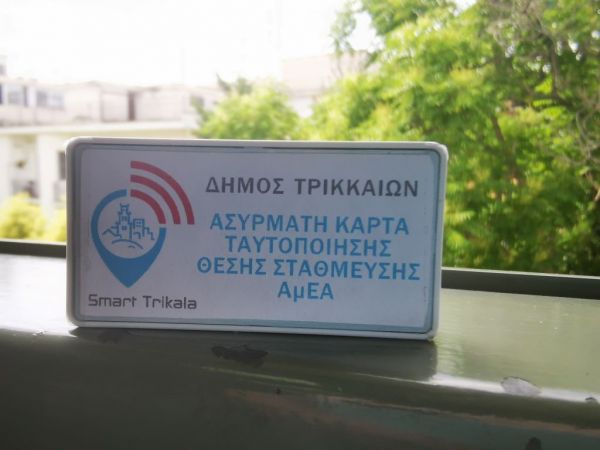 ΔΗΜΟΣ ΤΡΙΚΚΑΙΩΝ
ΑΣΥΡΜΑΤΗ ΚΑΡΤΑ
ΤΑΥΤΟΠΟΙΗΣΗΣ
ΘΕΣΗΣ ΣΤΑΘΜΕΥΣΗΣ
ΑμΕΑ
Smart Trikala